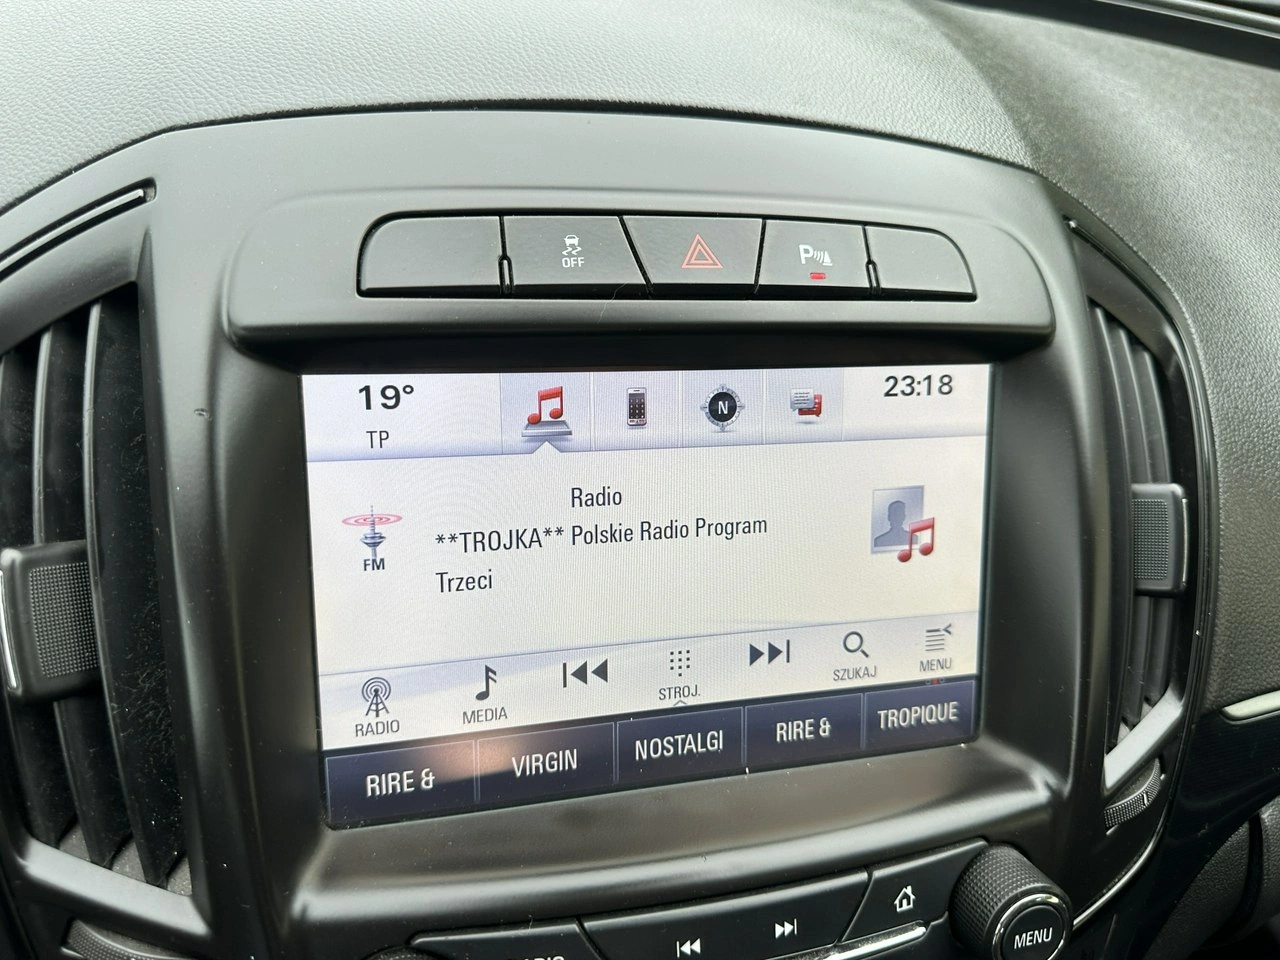 OFF
P
19°
TP
N
23:18
Radio
**TROJKA** Polskie Radio Program
Trzeci
FM
RADIO
MEDIA
STROJ.
SZUKAJ
MENU
RIRE &
VIRGIN
NOSTALGI
RIRE &
TROPIQUE
MENU